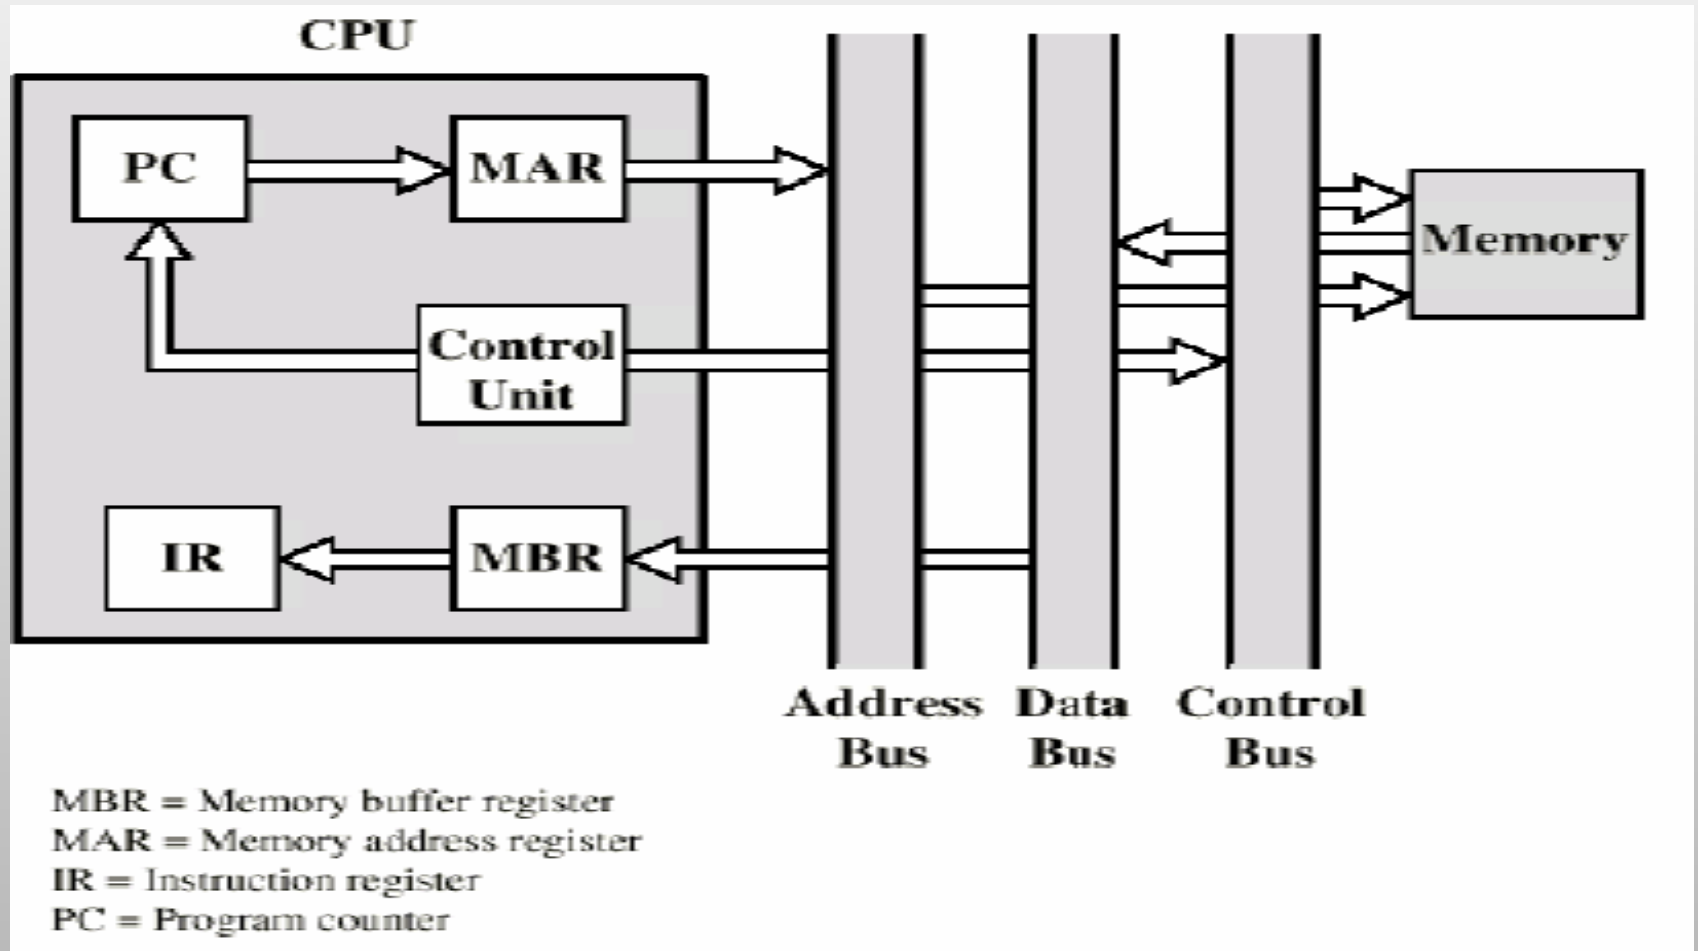 CPU
PC
MAR
Memory
Control
Unit
IR
MBR
Address
Bus
Data
Bus
Control
Bus
MBR = Memory buffer register
MAR = Memory address register
IR = Instruction register
PC = Program counter